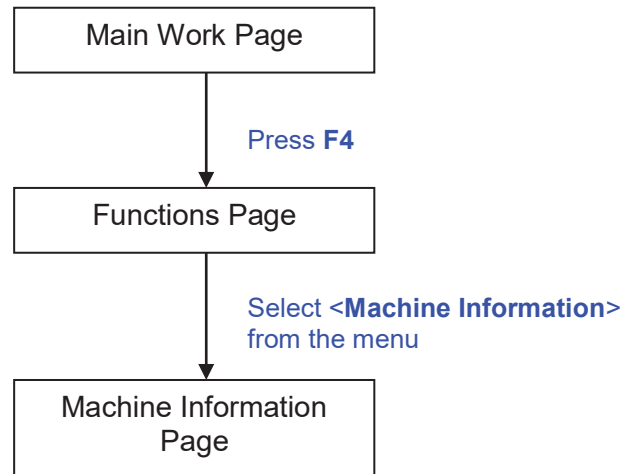 Main Work Page
Press F4
Functions Page
Select <Machine Information>
from the menu
Machine Information
Page